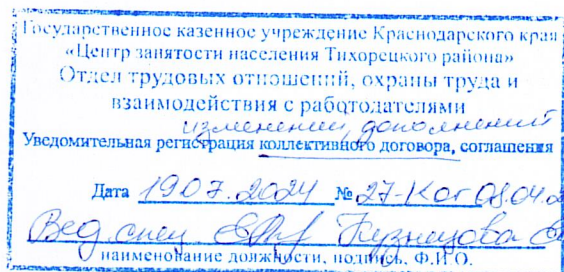 Государственное казенное учреждение Краснодарского края
«Центр занятости населения Тихорецкого района»
Отдел трудовых отношений, охраны труда и
взаимодействия с работодателями
изменений, дополнений
Уведомительная регистрация коллективного договора, соглашения
Дата 19.07.2024 № 27-К от 08.04.2
Вед. спец. Кузнецова Е
наименование должности, подпись, Ф.И.О.